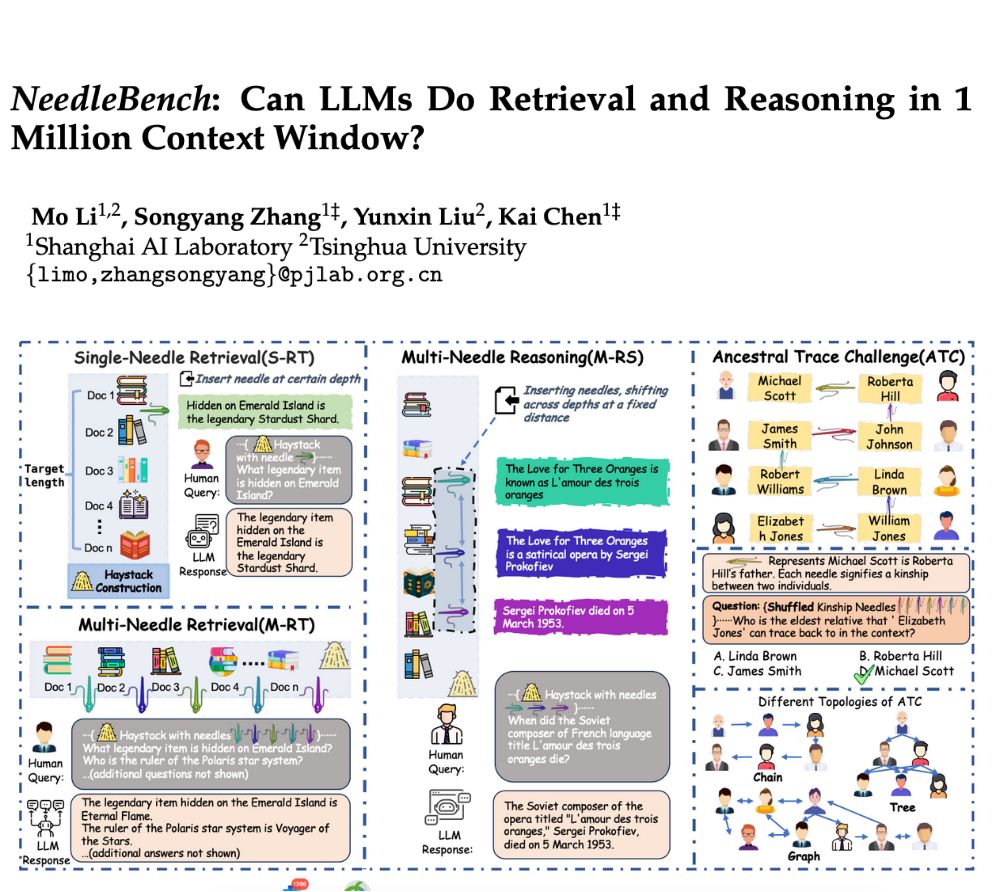 NeedleBench: Can LLMs Do Retrieval and Reasoning in 1
Million Context Window?
Mo Li1,2, Songyang Zhang1‡, Yunxin Liu2, Kai Chen1‡
1Shanghai AI Laboratory 2Tsinghua University
{limo,zhangsongyang}@pjlab.org.cn
Single-Needle Retrieval(S-RT)
Insert needle at certain depth
Doc 1
Doc 2
Doc 3
Doc 4
Doc n
Target
length
Haystack
Construction
Hidden on Emerald Island is
the legendary Stardust Shard.
Human
Query:
···{ Haystack
with needle }······
What legendary item
is hidden on Emerald
Island?
LLM
Response:
The legendary item
hidden on the
Emerald Island is
the legendary
Stardust Shard.
Multi-Needle Retrieval(M-RT)
Doc 1
Doc 2
Doc 3
Doc 4
Doc n
Human
Query:
···{ Haystack with needles }······
What legendary item is hidden on Emerald Island?
Who is the ruler of the Polaris star system?
...(additional questions not shown)
LLM
Response
The legendary item hidden on the Emerald Island is
Eternal Flame.
The ruler of the Polaris star system is Voyager of
the Stars.
...(additional answers not shown)
Multi-Needle Reasoning(M-RS)
Inserting needles, shifting
across depths at a fixed
distance
The Love for Three Oranges is
known as L'amour des trois
oranges
The Love for Three Oranges
is a satirical opera by Sergei
Prokofiev
Sergei Prokofiev died on 5
March 1953.
Human
Query:
···{ Haystack with needles
}······
When did the Soviet
composer of French language
title L'amour des trois
oranges die?
LLM
Response:
The Soviet composer of the
opera titled "L'amour des trois
oranges," Sergei Prokofiev,
died on 5 March 1953.
Ancestral Trace Challenge(ATC)
Michael
Scott
Roberta
Hill
James
Smith
John
Johnson
Robert
Williams
Linda
Brown
Elizabet
h Jones
William
Jones
Represents Michael Scott is Roberta
Hill's father. Each needle signifies a kinship
between two individuals.
Question: {Shuffled Kinship Needles
}······Who is the eldest relative that ' Elizabeth
Jones' can trace back to in the context?
A. Linda Brown
B. Roberta Hill
C. James Smith
D. Michael Scott
Different Topologies of ATC
Chain
Tree
Graph
1396